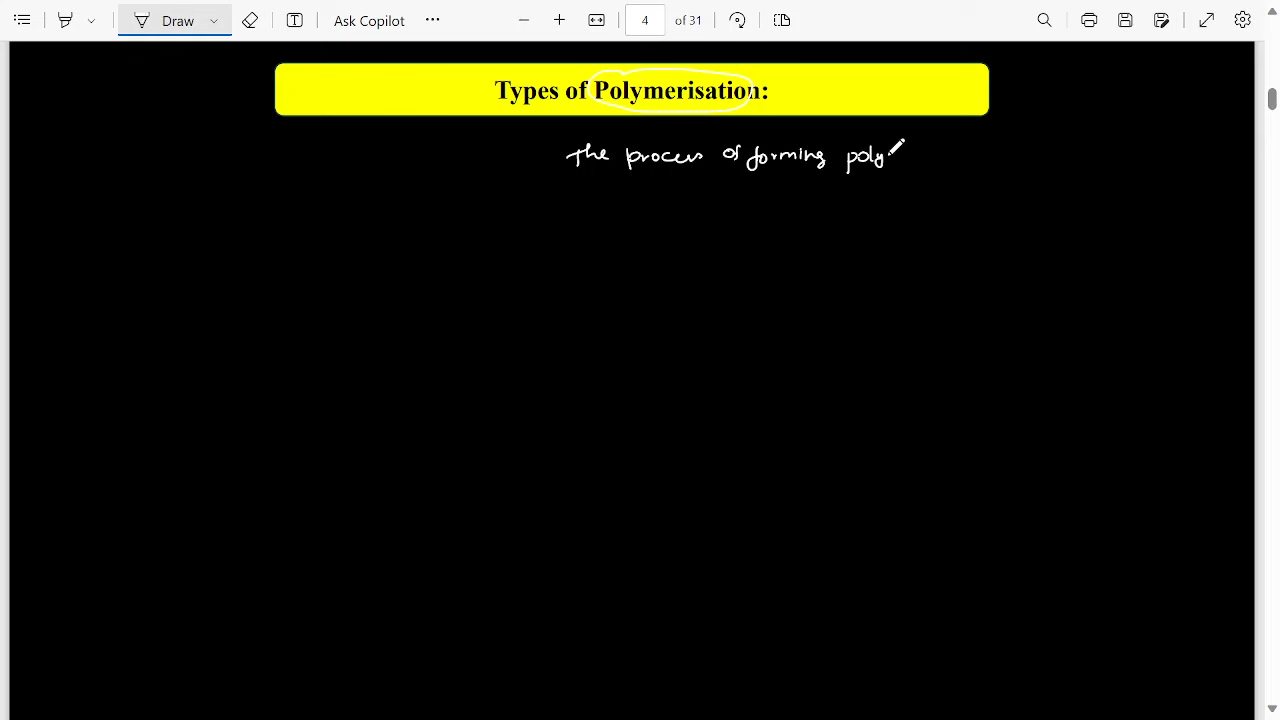 Draw
Ask Copilot
4 of 31
Types of Polymerisation:
The process of forming poly